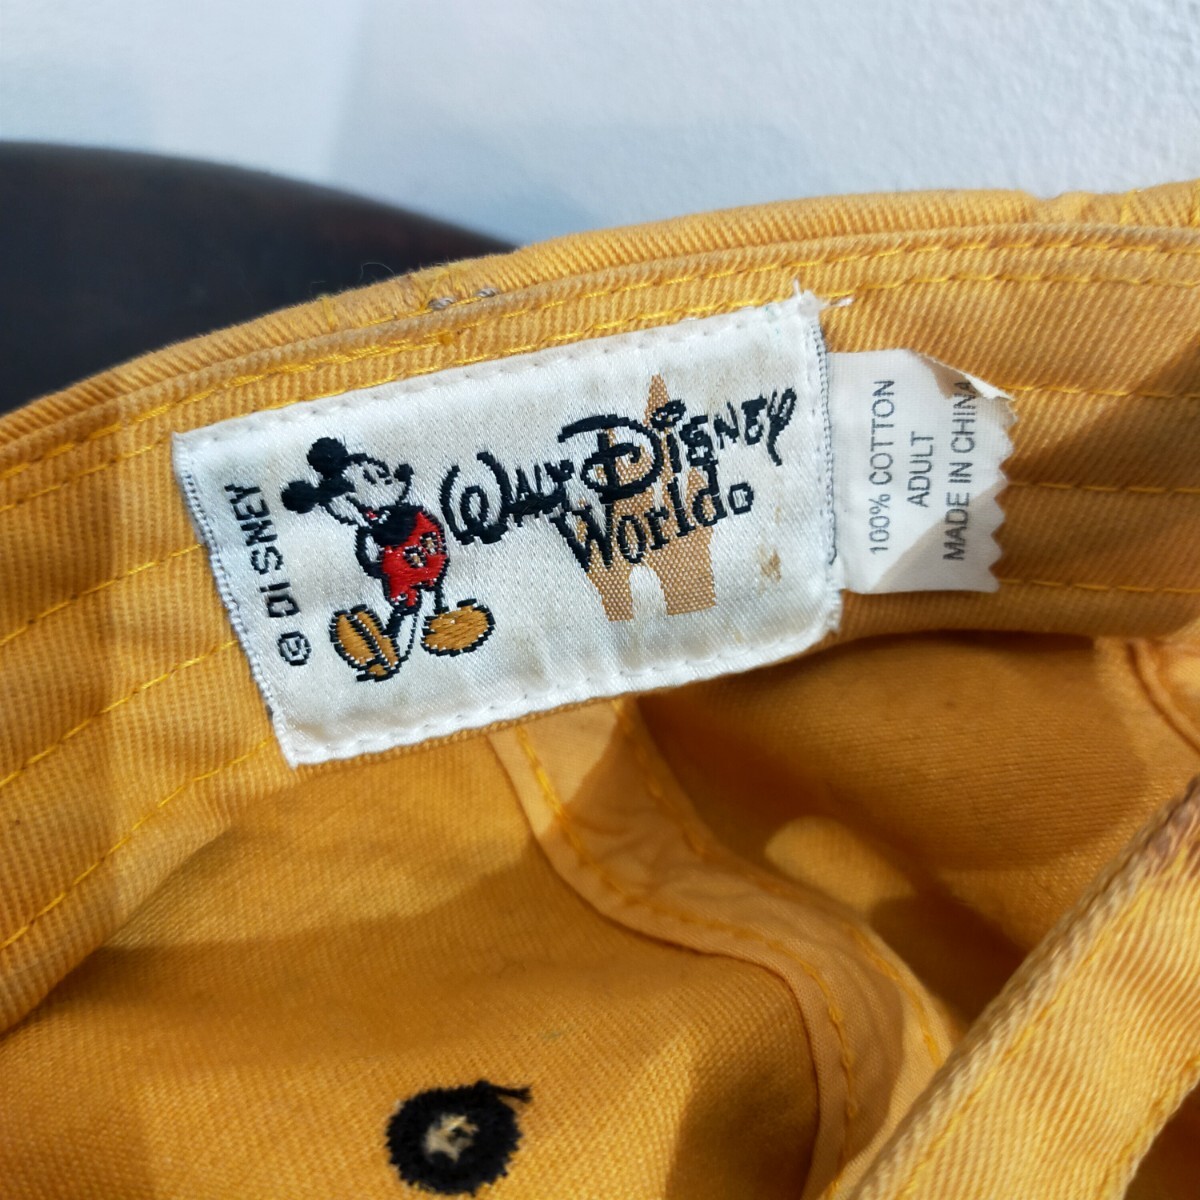 © DISNEY
WALT DISNEY
World®
100% COTTON
ADULT
MADE IN CHINA